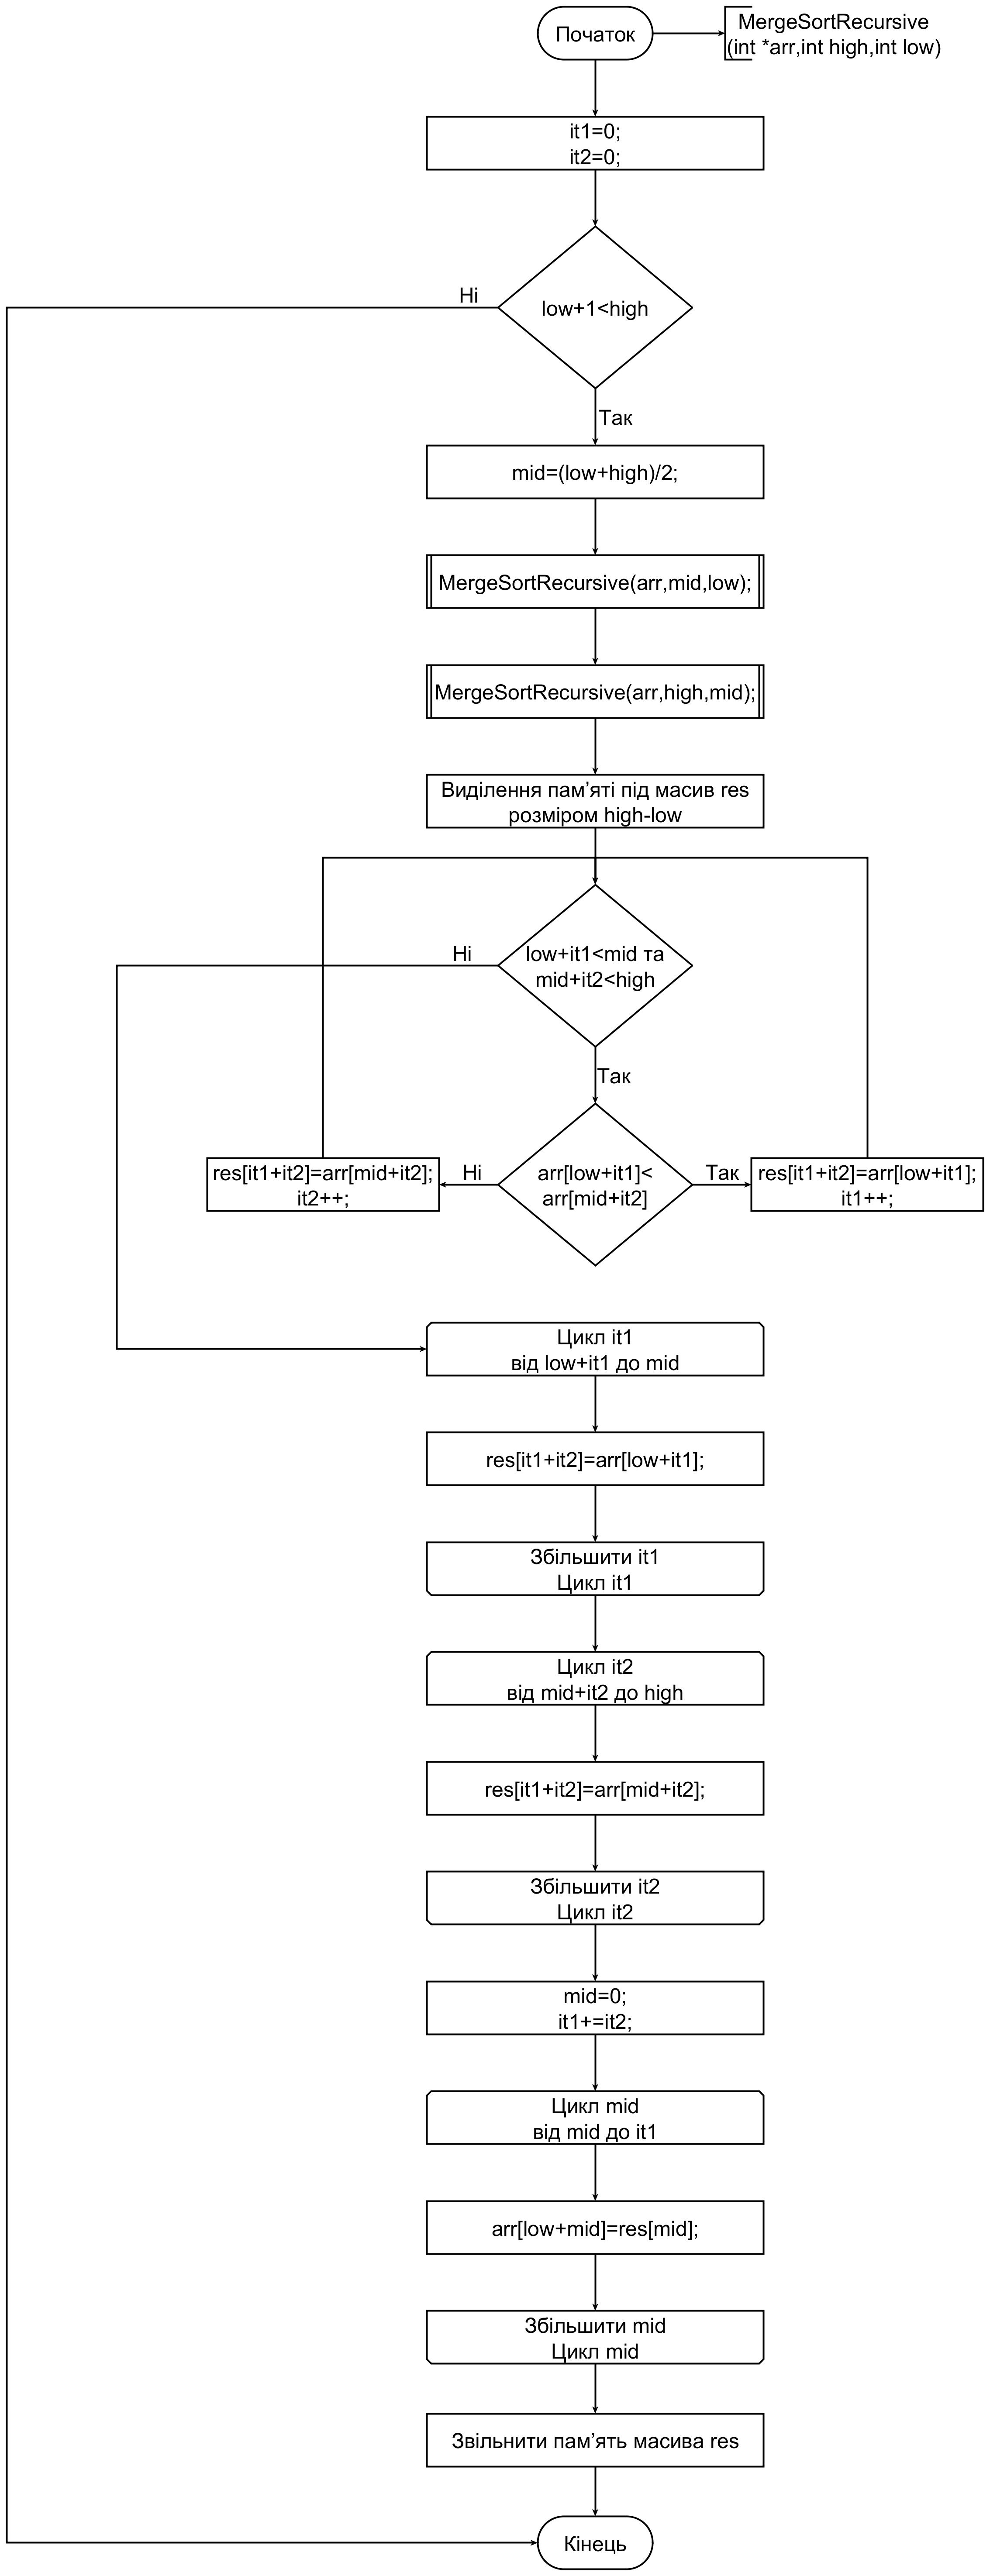 Початок
MergeSortRecursive
(int *arr,int high,int low)
it1=0;
it2=0;
Ні
low+1<high
Так
mid=(low+high)/2;
MergeSortRecursive(arr,mid,low);
MergeSortRecursive(arr,high,mid);
Виділення пам’яті під масив res
розміром high-low
Ні
low+it1<mid та
mid+it2<high
Так
res[it1+it2]=arr[mid+it2];
it2++;
Ні
arr[low+it1]<
arr[mid+it2]
Так
res[it1+it2]=arr[low+it1];
it1++;
Цикл it1
від low+it1 до mid
res[it1+it2]=arr[low+it1];
Збільшити it1
Цикл it1
Цикл it2
від mid+it2 до high
res[it1+it2]=arr[mid+it2];
Збільшити it2
Цикл it2
mid=0;
it1+=it2;
Цикл mid
від mid до it1
arr[low+mid]=res[mid];
Збільшити mid
Цикл mid
Звільнити пам’ять масива res
Кінець